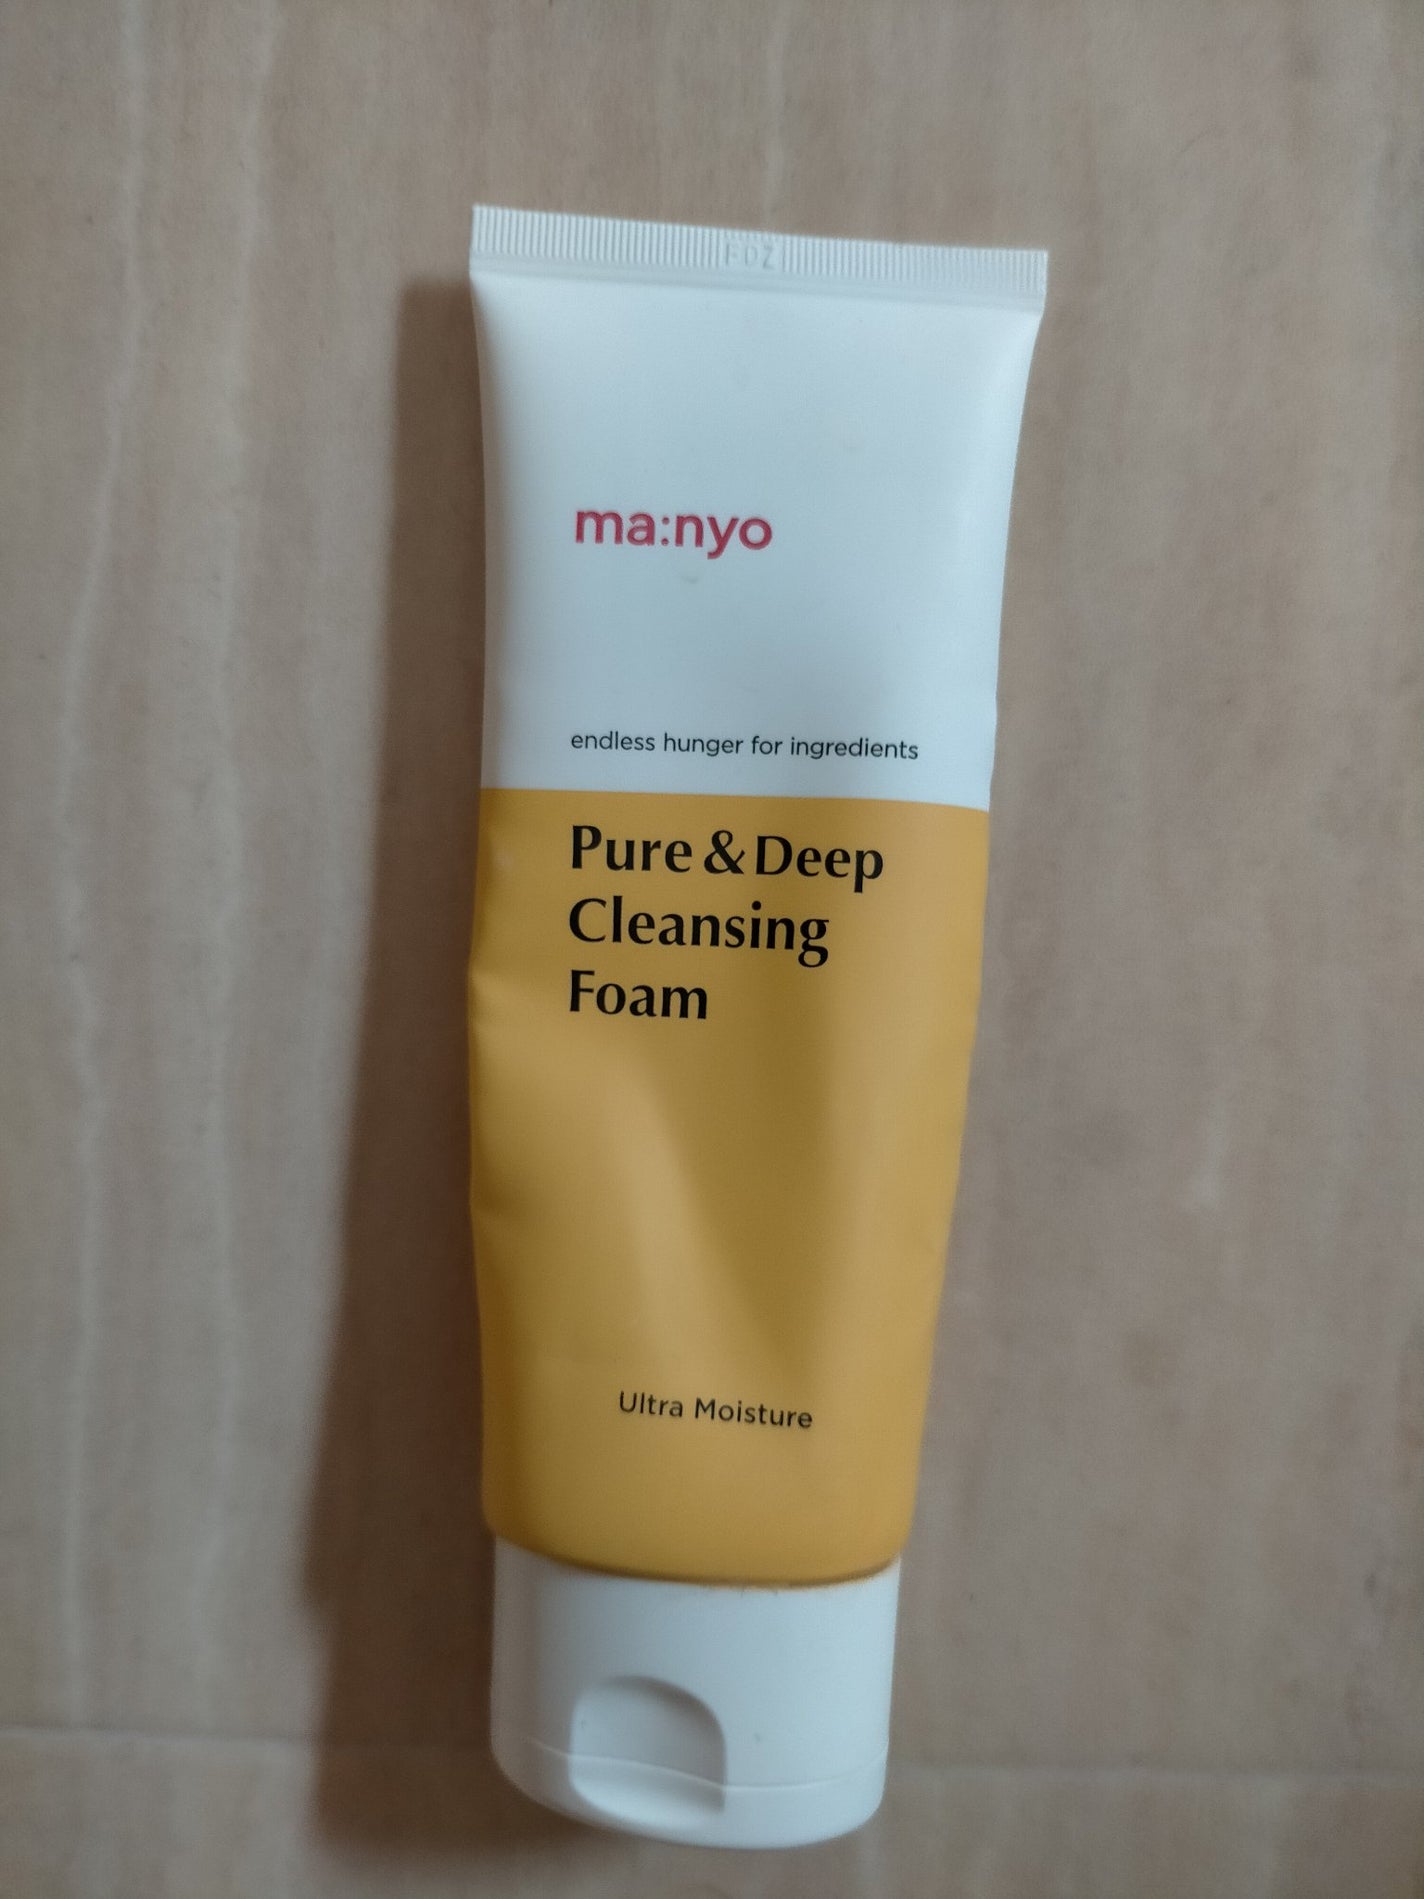 ma:nyo
endless hunger for ingredients
Pure & Deep
Cleansing
Foam
Ultra Moisture